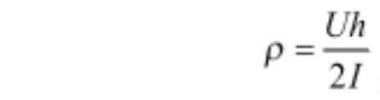 ρ = Uh / 2I